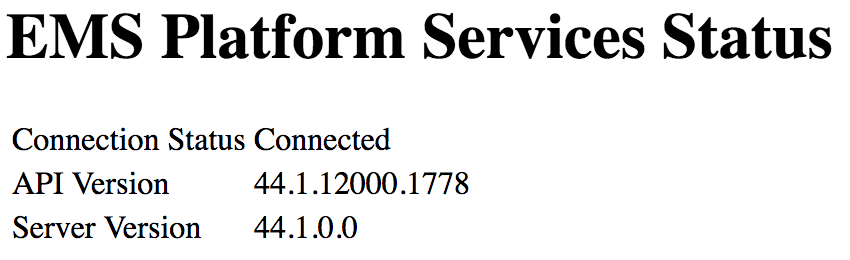 EMS Platform Services Status
Connection Status Connected
API Version 44.1.12000.1778
Server Version 44.1.0.0